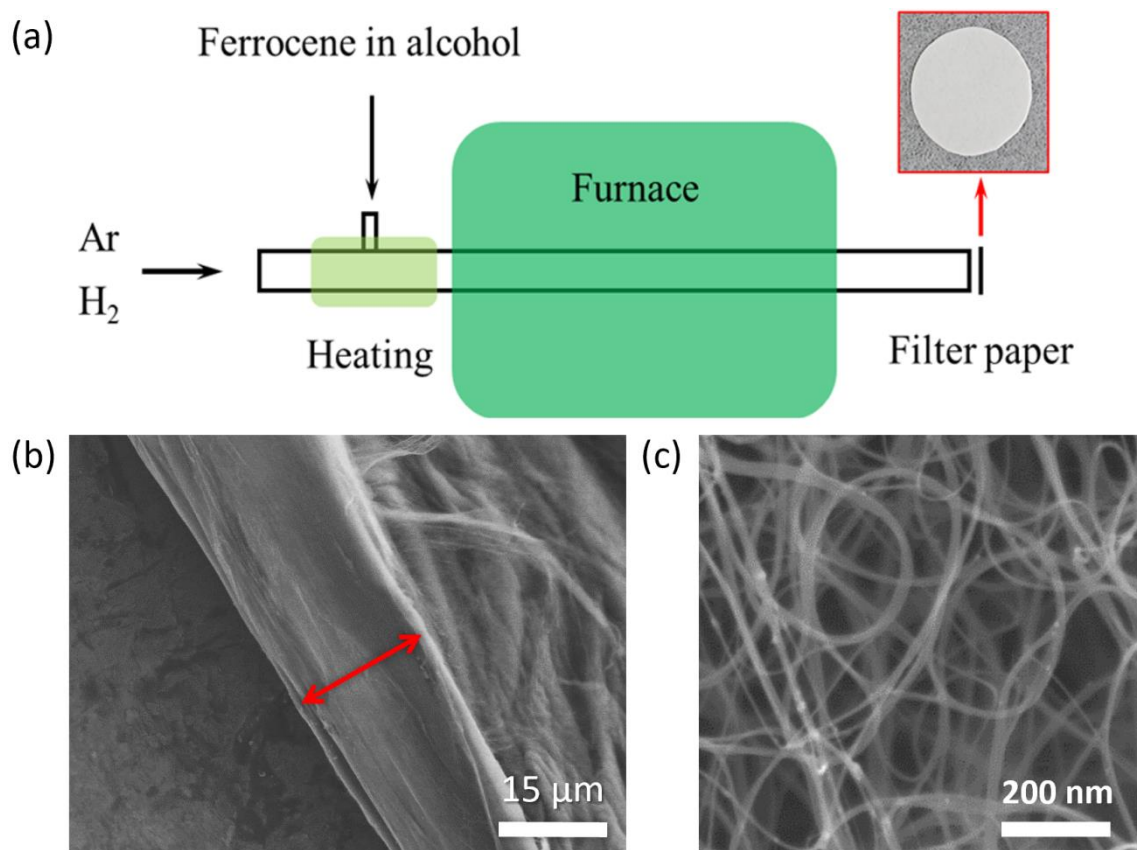 (a)
Ferrocene in alcohol
Furnace
Ar
H₂
Heating
Filter paper
(b)
15 μm
(c)
200 nm